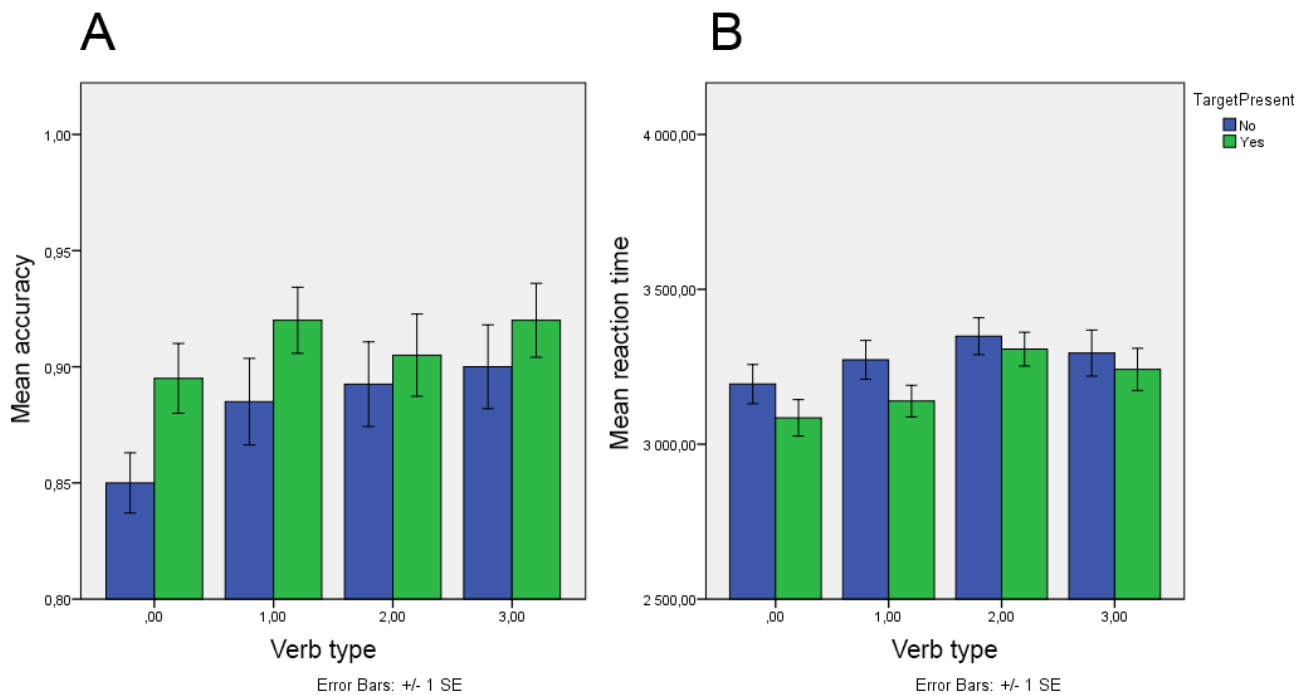 A
Mean accuracy
1,00
0,95
0,90
0,85
0,80
,00
1,00
2,00
3,00
Verb type
Error Bars: +/- 1 SE
B
Mean reaction time
4 000,00
3 500,00
3 000,00
2 500,00
,00
1,00
2,00
3,00
Verb type
Error Bars: +/- 1 SE
TargetPresent
No
Yes